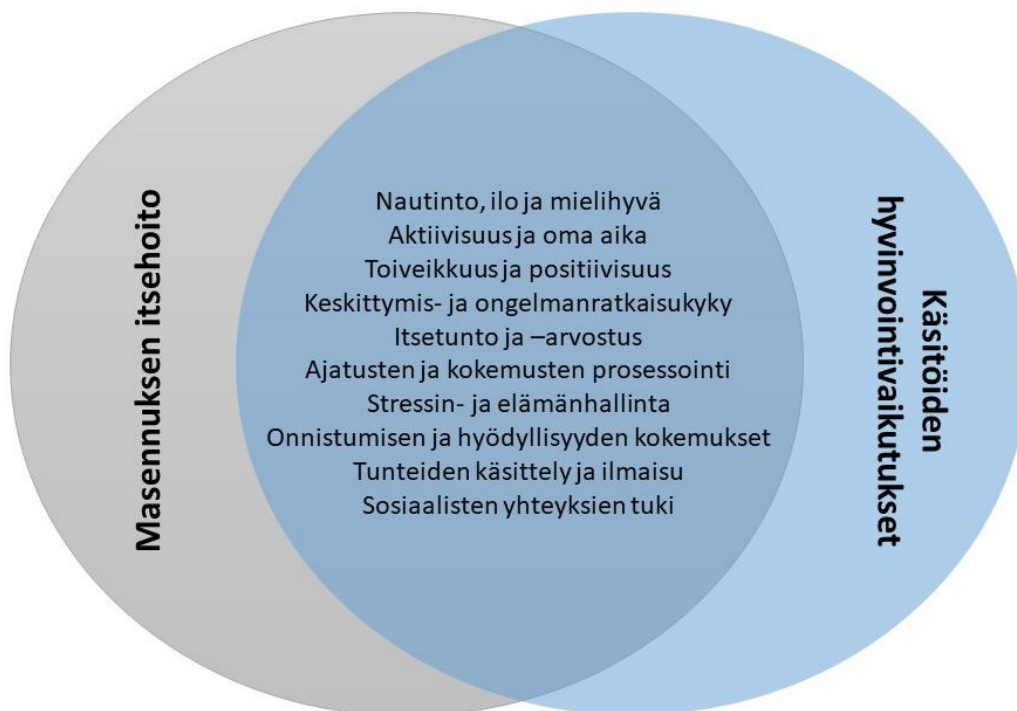 Masennuksen itsehoito
Nautinto, ilo ja mielihyvä
Aktiivisuus ja oma aika
Toiveikkuus ja positiivisuus
Keskittymis- ja ongelmanratkaisukyky
Itsetunto ja –arvostus
Ajatusten ja kokemusten prosessointi
Stressin- ja elämänhallinta
Onnistumisen ja hyödyllisyyden kokemukset
Tunteiden käsittely ja ilmaisu
Sosiaalisten yhteyksien tuki
Käsitöiden
hyvinvointivaikutukset